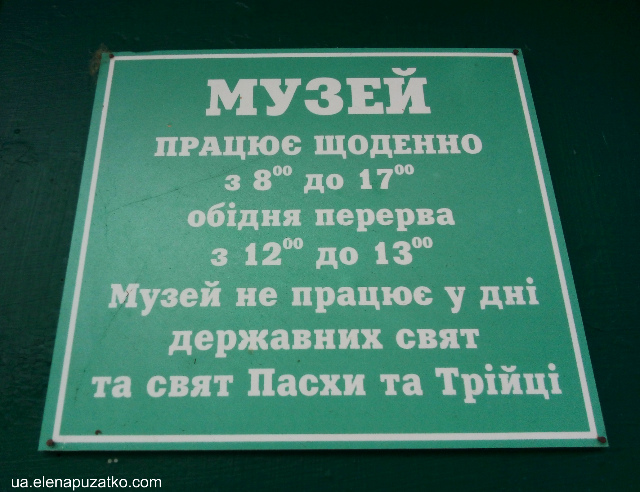 МУЗЕЙ
ПРАЦЮЄ ЩОДЕННО
з 8⁰⁰ до 17⁰⁰
обідня перерва
з 12⁰⁰ до 13⁰⁰
Музей не працює у дні
державних свят
та свят Пасхи та Трійці
ua.elenapuzatko.com